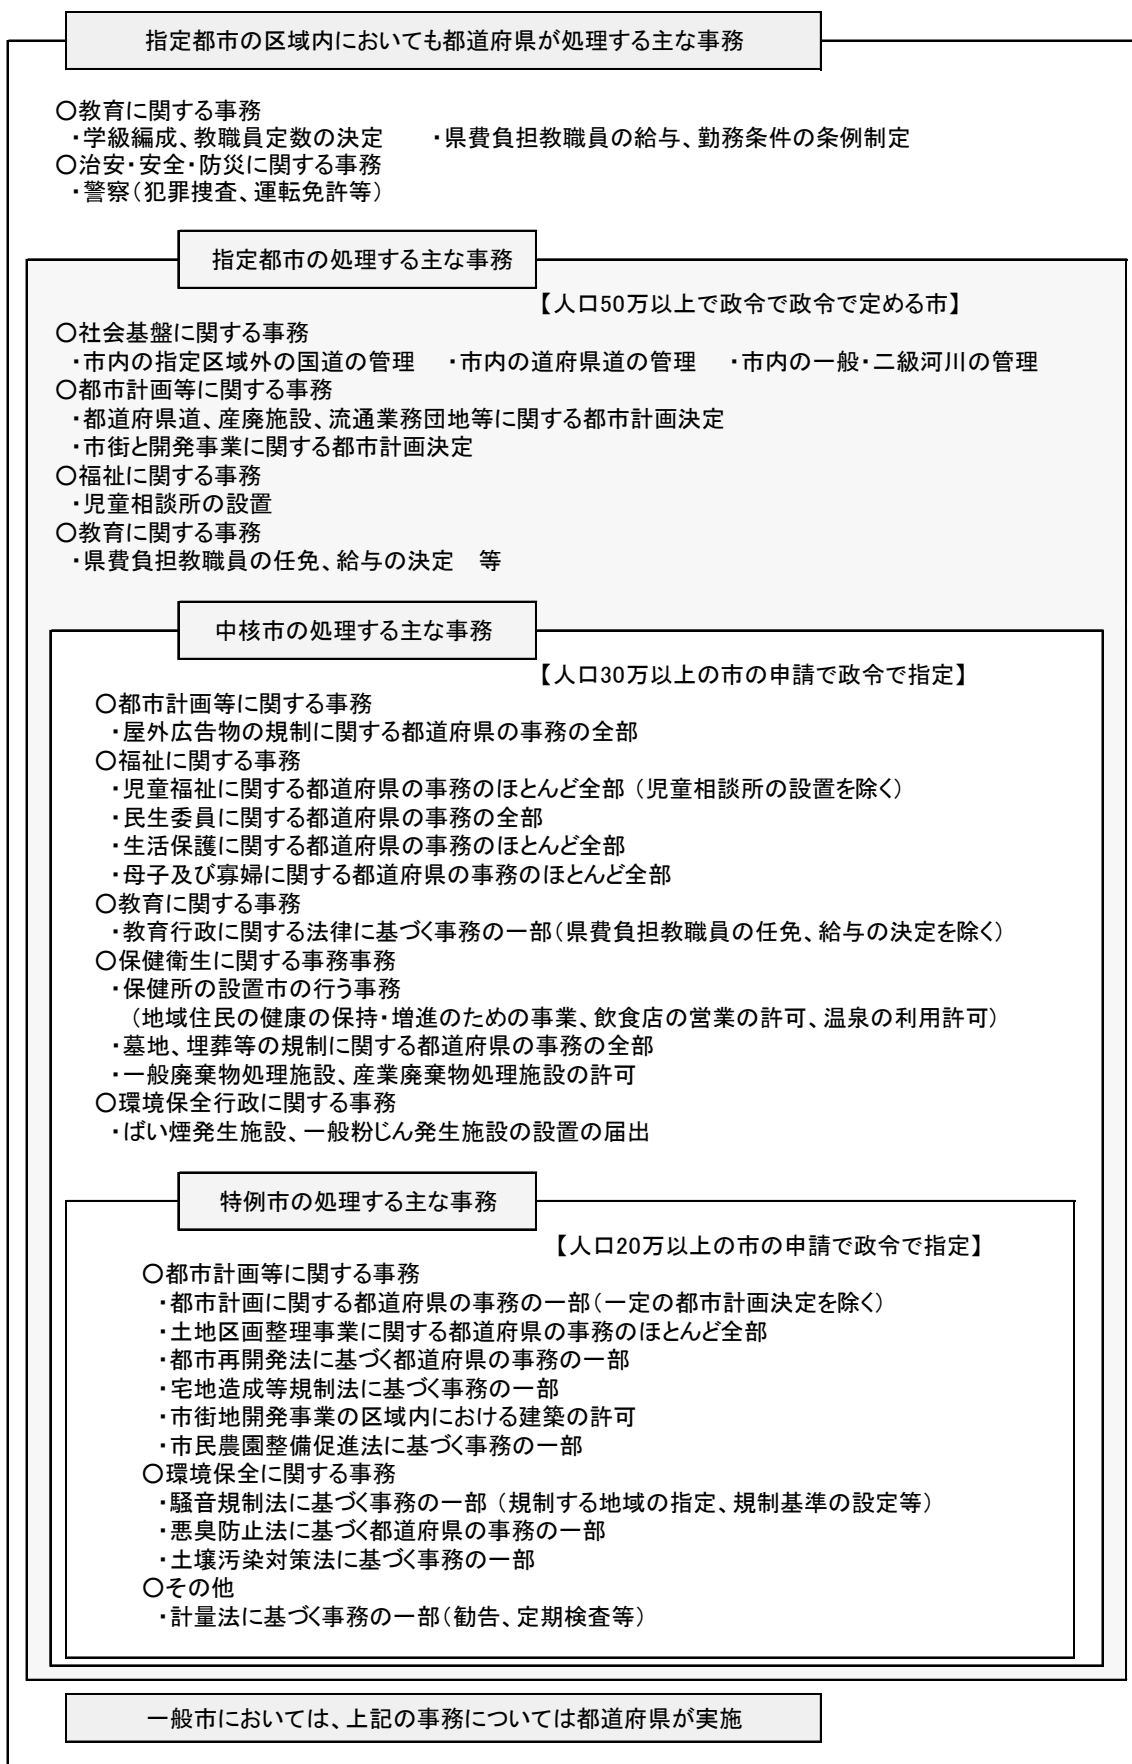 指定都市の区域内においても都道府県が処理する主な事務
○教育に関する事務
・学級編成、教職員定数の決定　・県費負担教職員の給与、勤務条件の条例制定
○治安・安全・防災に関する事務
・警察（犯罪捜査、運転免許等）
指定都市の処理する主な事務
【人口50万以上で政令で政令で定める市】
○社会基盤に関する事務
・市内の指定区域外の国道の管理　・市内の道府県道の管理　・市内の一般・二級河川の管理
○都市計画等に関する事務
・都道府県道、産廃施設、流通業務団地等に関する都市計画決定
・市街と開発事業に関する都市計画決定
○福祉に関する事務
・児童相談所の設置
○教育に関する事務
・県費負担教職員の任免、給与の決定　等
中核市の処理する主な事務
【人口30万以上の市の申請で政令で指定】
○都市計画等に関する事務
・屋外広告物の規制に関する都道府県の事務の全部
○福祉に関する事務
・児童福祉に関する都道府県の事務のほとんど全部（児童相談所の設置を除く）
・民生委員に関する都道府県の事務の全部
・生活保護に関する都道府県の事務のほとんど全部
・母子及び寡婦に関する都道府県の事務のほとんど全部
○教育に関する事務
・教育行政に関する法律に基づく事務の一部（県費負担教職員の任免、給与の決定を除く）
○保健衛生に関する事務事務
・保健所の設置市の行う事務
（地域住民の健康の保持・増進のための事業、飲食店の営業の許可、温泉の利用許可）
・墓地、埋葬等の規制に関する都道府県の事務の全部
・一般廃棄物処理施設、産業廃棄物処理施設の許可
○環境保全行政に関する事務
・ばい煙発生施設、一般粉じん発生施設の設置の届出
特例市の処理する主な事務
【人口20万以上の市の申請で政令で指定】
○都市計画等に関する事務
・都市計画に関する都道府県の事務の一部（一定の都市計画決定を除く）
・土地区画整理事業に関する都道府県の事務のほとんど全部
・都市再開発法に基づく都道府県の事務の一部
・宅地造成等規制法に基づく事務の一部
・市街地開発事業の区域内における建築の許可
・市民農園整備促進法に基づく事務の一部
○環境保全に関する事務
・騒音規制法に基づく事務の一部（規制する地域の指定、規制基準の設定等）
・悪臭防止法に基づく都道府県の事務の一部
・土壌汚染対策法に基づく事務の一部
○その他
・計量法に基づく事務の一部（勧告、定期検査等）
一般市においては、上記の事務については都道府県が実施